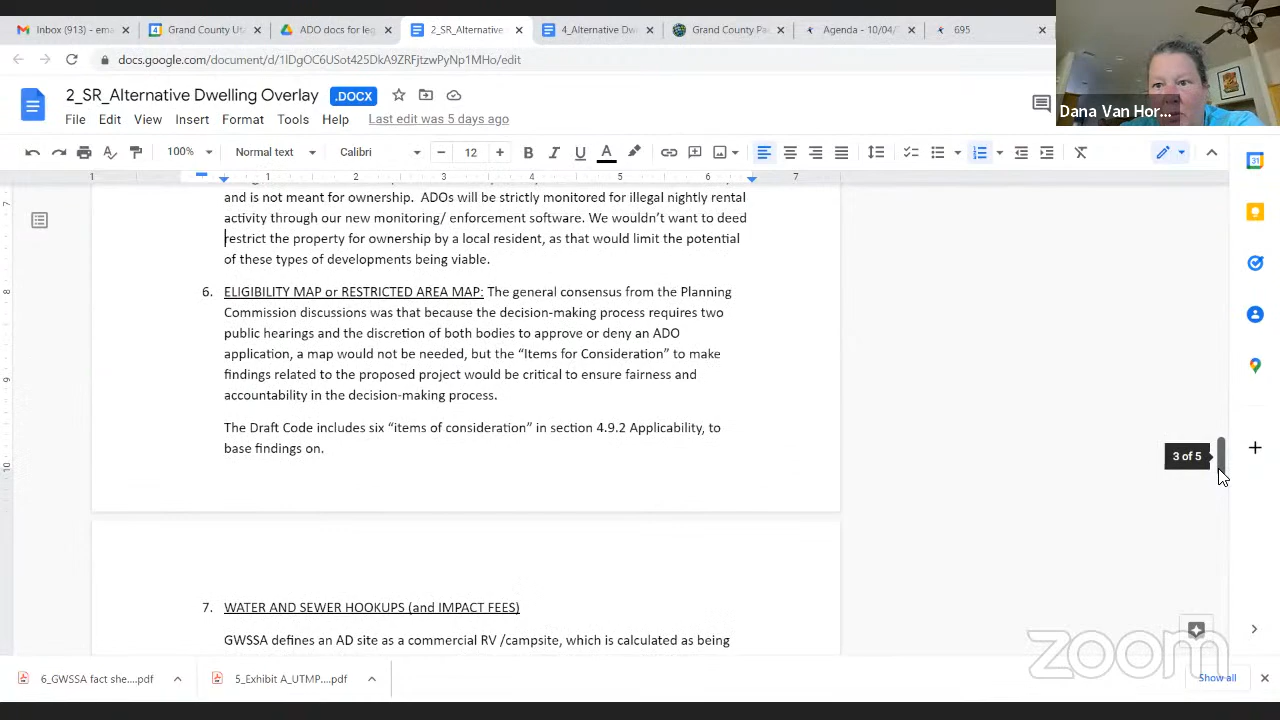 Inbox (913) - ema
Grand County Uta
ADO docs for leg
2_SR_Alternative
4_Alternative Dw
Grand County Pa
Agenda - 10/04/
695
docs.google.com/document/d/1lDgOC6USot425DkA9ZRFjtzwPyNp1MHo/edit
2_SR_Alternative Dwelling Overlay
.DOCX
File Edit View Insert Format Tools Help Last edit was 5 days ago
Dana Van Hor...
100% Normal text Calibri 12
1 1 2 3 4 5 6 7
and is not meant for ownership. ADOs will be strictly monitored for illegal nightly rental
activity through our new monitoring/ enforcement software. We wouldn't want to deed
restrict the property for ownership by a local resident, as that would limit the potential
of these types of developments being viable.
6. ELIGIBILITY MAP or RESTRICTED AREA MAP: The general consensus from the Planning
Commission discussions was that because the decision-making process requires two
public hearings and the discretion of both bodies to approve or deny an ADO
application, a map would not be needed, but the “Items for Consideration” to make
findings related to the proposed project would be critical to ensure fairness and
accountability in the decision-making process.
The Draft Code includes six “items of consideration” in section 4.9.2 Applicability, to
base findings on.
3 of 5
7. WATER AND SEWER HOOKUPS (and IMPACT FEES)
GWSSA defines an AD site as a commercial RV /campsite, which is calculated as being
zoom
6_GWSSA fact she....pdf
5_Exhibit A_UTMP....pdf
Show all